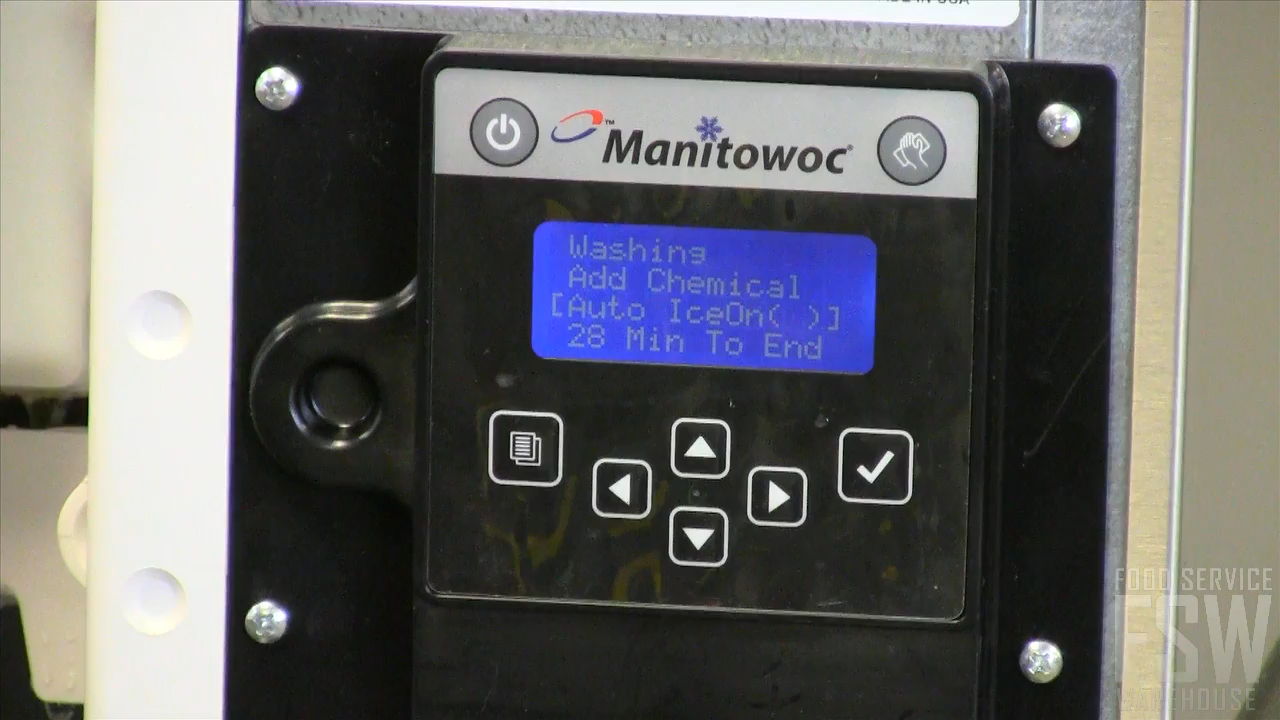 Manitowoc
Washing
Add Chemical
[Auto IceOn( )]
28 Min To End
FOOD SERVICE
FSW
WAREHOUSE